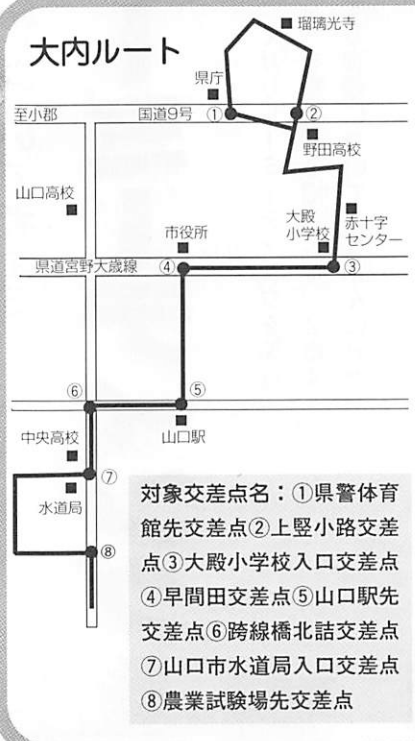 大内ルート
瑠璃光寺
県庁
至小郡
国道9号
①
②
野田高校
山口高校
市役所
大殿
小学校
赤十字
センター
県道宮野大歳線
④
③
⑥
⑤
中央高校
山口駅
⑦
水道局
⑧
対象交差点名：①県警体育
館先交差点②上竪小路交差
点③大殿小学校入口交差点
④早間田交差点⑤山口駅先
交差点⑥跨線橋北詰交差点
⑦山口市水道局入口交差点
⑧農業試験場先交差点